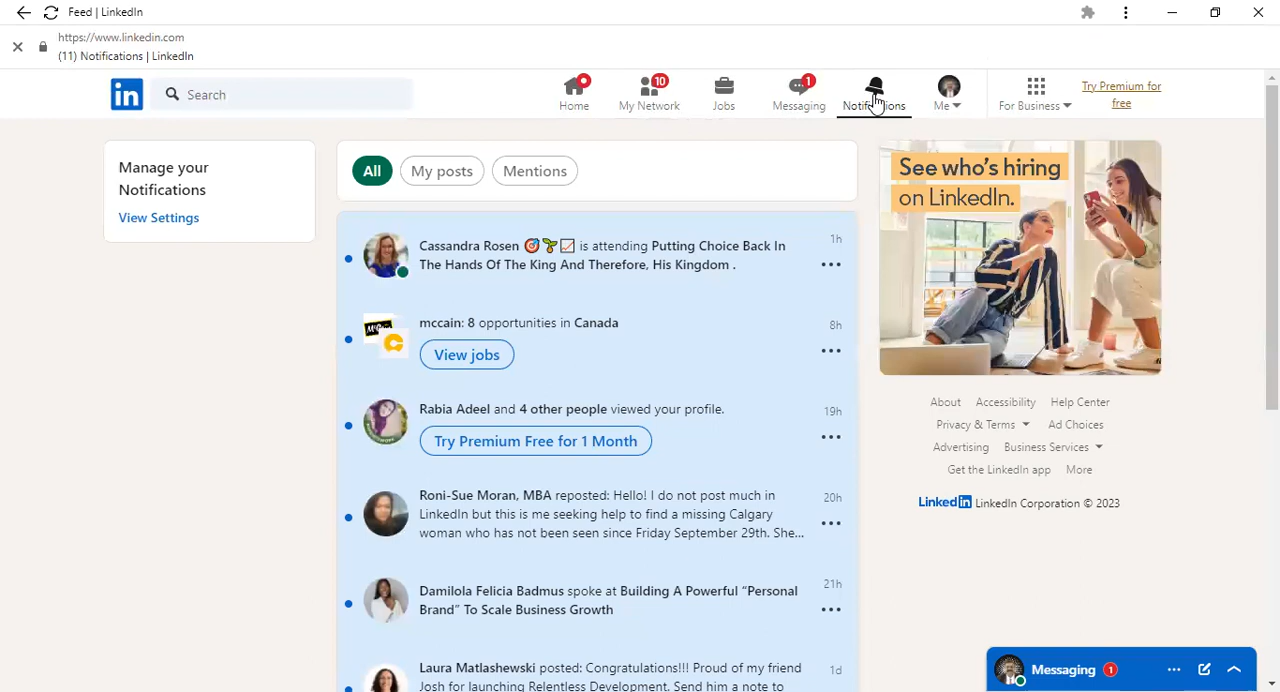 Feed | LinkedIn
https://www.linkedin.com
(11) Notifications | LinkedIn
in
Search
Home
10
My Network
Jobs
1
Messaging
Notifications
Me
For Business
Try Premium for
free
Manage your
Notifications
View Settings
All
My posts
Mentions
Cassandra Rosen 🎯🌱📈 is attending Putting Choice Back In
The Hands Of The King And Therefore, His Kingdom .
1h
mccain: 8 opportunities in Canada
8h
View jobs
Rabia Adeel and 4 other people viewed your profile.
19h
Try Premium Free for 1 Month
Roni-Sue Moran, MBA reposted: Hello! I do not post much in
LinkedIn but this is me seeking help to find a missing Calgary
woman who has not been seen since Friday September 29th. She...
20h
Damilola Felicia Badmus spoke at Building A Powerful “Personal
Brand” To Scale Business Growth
21h
Laura Matlashewski posted: Congratulations!!! Proud of my friend
Josh for launching Relentless Development. Send him a note to
1d
See who's hiring
on LinkedIn.
About Accessibility Help Center
Privacy & Terms Ad Choices
Advertising Business Services
Get the LinkedIn app More
LinkedIn LinkedIn Corporation © 2023
Messaging 1